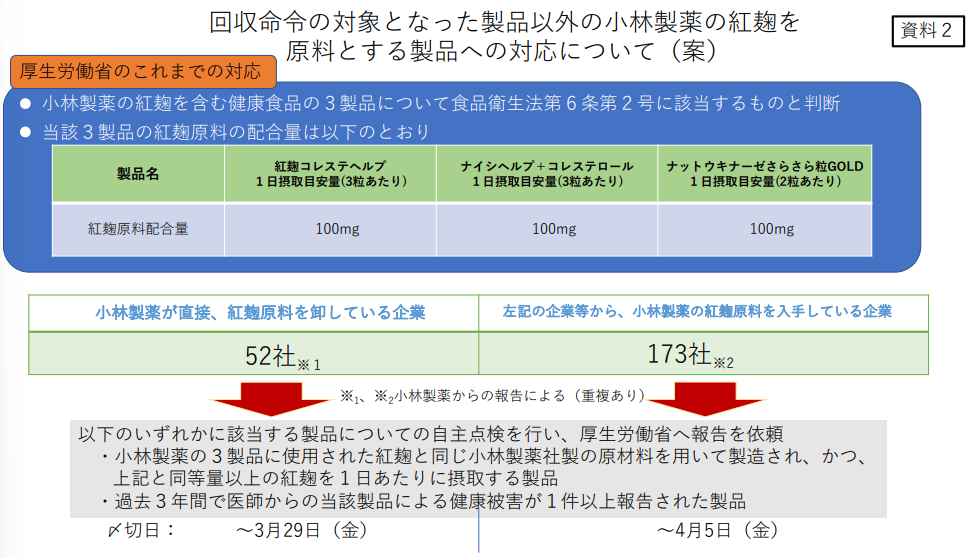 回収命令の対象となった製品以外の小林製薬の紅麹を
原料とする製品への対応について（案）
資料２
厚生労働省のこれまでの対応
● 小林製薬の紅麹を含む健康食品の３製品について食品衛生法第６条第２号に該当するものと判断
● 当該３製品の紅麹原料の配合量は以下のとおり
製品名
紅麹コレステヘルプ
１日摂取目安量(3粒あたり)
ナイシヘルプ＋コレステロール
１日摂取目安量(3粒あたり)
ナットウキナーゼさらさら粒GOLD
１日摂取目安量(2粒あたり)
紅麹原料配合量
100mg
100mg
100mg
小林製薬が直接、紅麹原料を卸している企業
左記の企業等から、小林製薬の紅麹原料を入手している企業
52社※１
173社※2
※1、※2小林製薬からの報告による（重複あり）
以下のいずれかに該当する製品についての自主点検を行い、厚生労働省へ報告を依頼
・小林製薬の３製品に使用された紅麹と同じ小林製薬社製の原材料を用いて製造され、かつ、
上記と同等量以上の紅麹を１日あたりに摂取する製品
・過去３年間で医師からの当該製品による健康被害が１件以上報告された製品
〆切日：
～3月29日（金）
～4月5日（金）